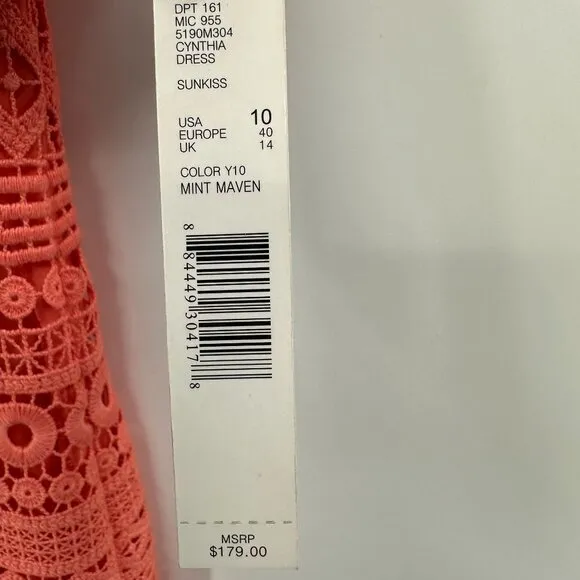 DPT 161
MIC 955
5190M304
CYNTHIA
DRESS
SUNKISS
USA 10
EUROPE 40
UK 14
COLOR Y10
MINT MAVEN
8 84449 30417 8
MSRP
$179.00